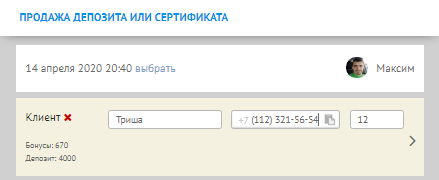 ПРОДАЖА ДЕПОЗИТА ИЛИ СЕРТИФИКАТА
14 апреля 2020 20:40 выбрать Максим
Клиент Триша +7 (112) 321-56-54 12
Бонусы: 670
Депозит: 4000